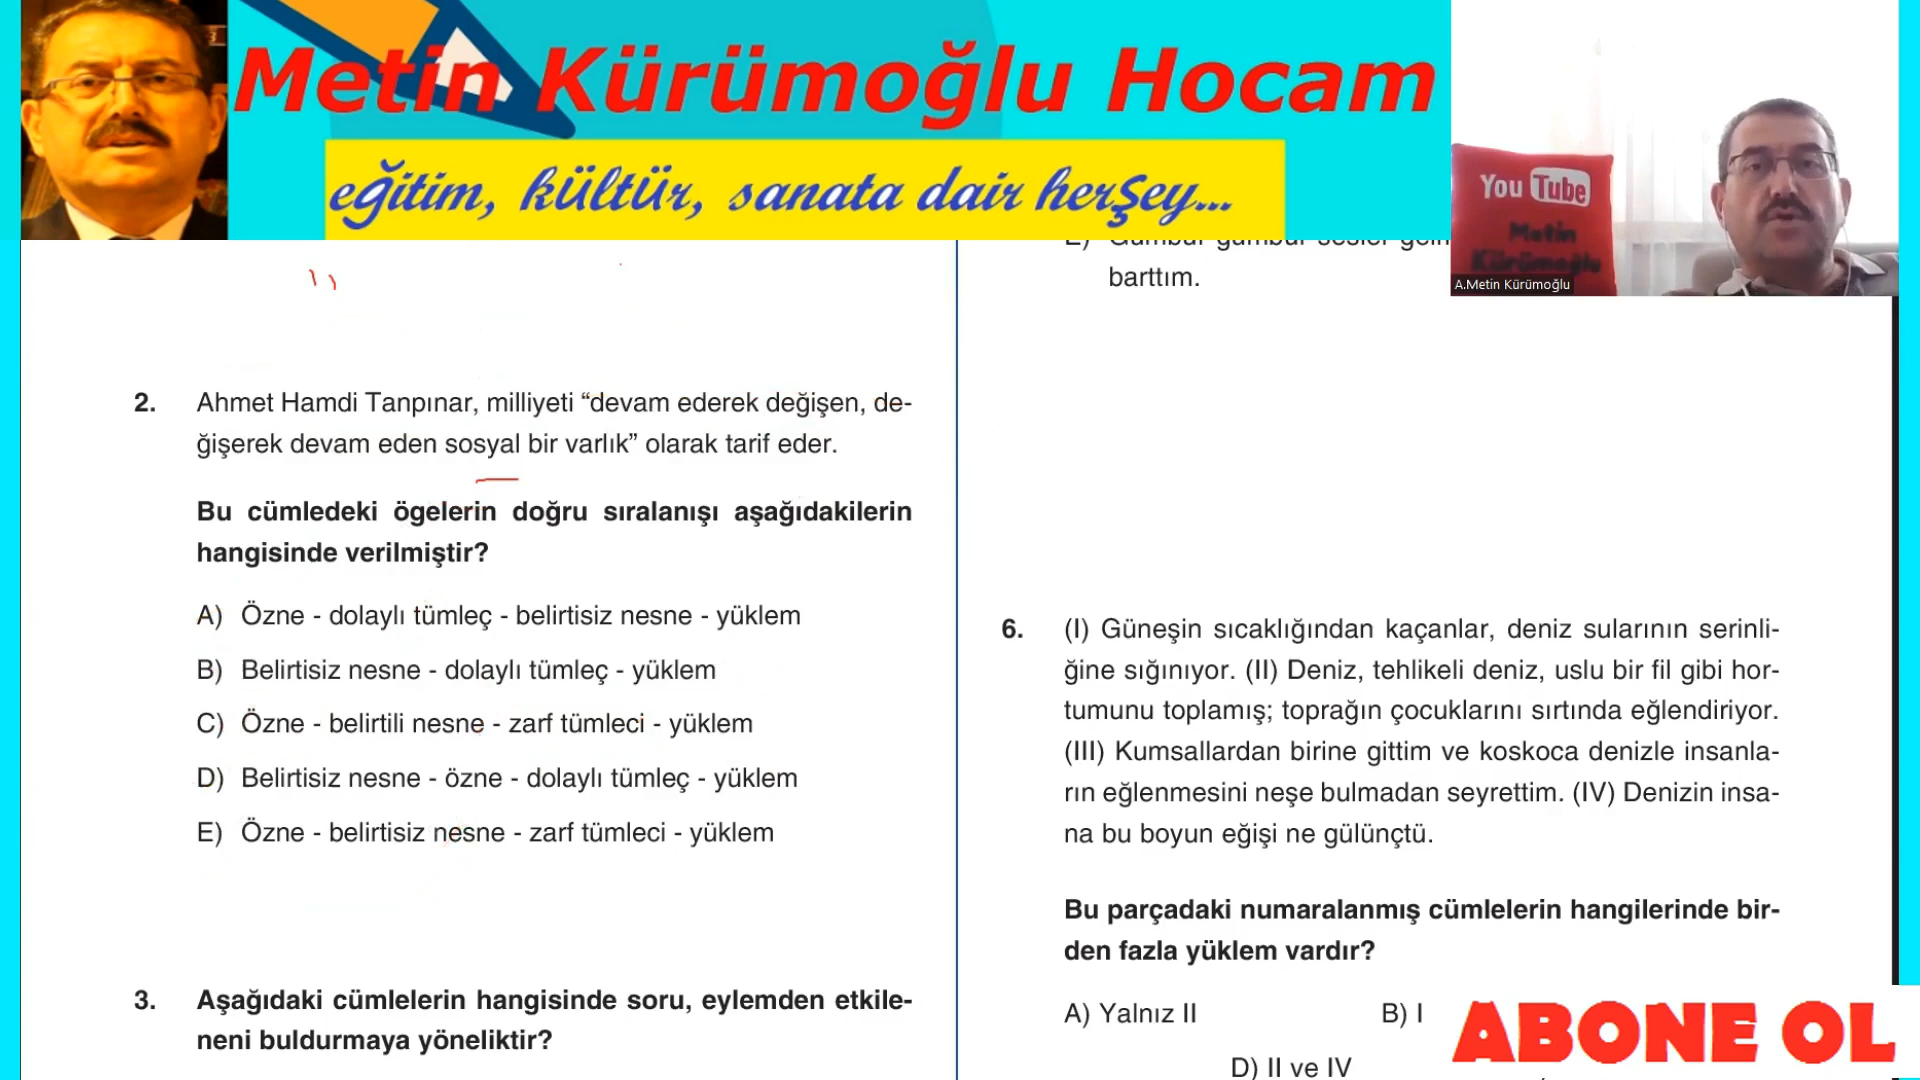 Metin Kürümoğlu Hocam
eğitim, kültür, sanata dair herşey...
You Tube
Metin
Kürümoğlu
A.Metin Kürümoğlu
2. Ahmet Hamdi Tanpınar, milliyeti “devam ederek değişen, de-
ğişerek devam eden sosyal bir varlık” olarak tarif eder.
Bu cümledeki ögelerin doğru sıralanışı aşağıdakilerin
hangisinde verilmiştir?
A) Özne - dolaylı tümleç - belirtisiz nesne - yüklem
B) Belirtisiz nesne - dolaylı tümleç - yüklem
C) Özne - belirtili nesne - zarf tümleci - yüklem
D) Belirtisiz nesne - özne - dolaylı tümleç - yüklem
E) Özne - belirtisiz nesne - zarf tümleci - yüklem
3. Aşağıdaki cümlelerin hangisinde soru, eylemden etkile-
neni buldurmaya yöneliktir?
E) Gümbür gümbür sesler
barttım.
6. (I) Güneşin sıcaklığından kaçanlar, deniz sularının serinli-
ğine sığınıyor. (II) Deniz, tehlikeli deniz, uslu bir fil gibi hor-
tumunu toplamış; toprağın çocuklarını sırtında eğlendiriyor.
(III) Kumsallardan birine gittim ve koskoca denizle insanla-
rın eğlenmesini neşe bulmadan seyrettim. (IV) Denizin insa-
na bu boyun eğişi ne gülünçtü.
Bu parçadaki numaralanmış cümlelerin hangilerinde bir-
den fazla yüklem vardır?
A) Yalnız II B) I
D) II ve IV
ABONE OL